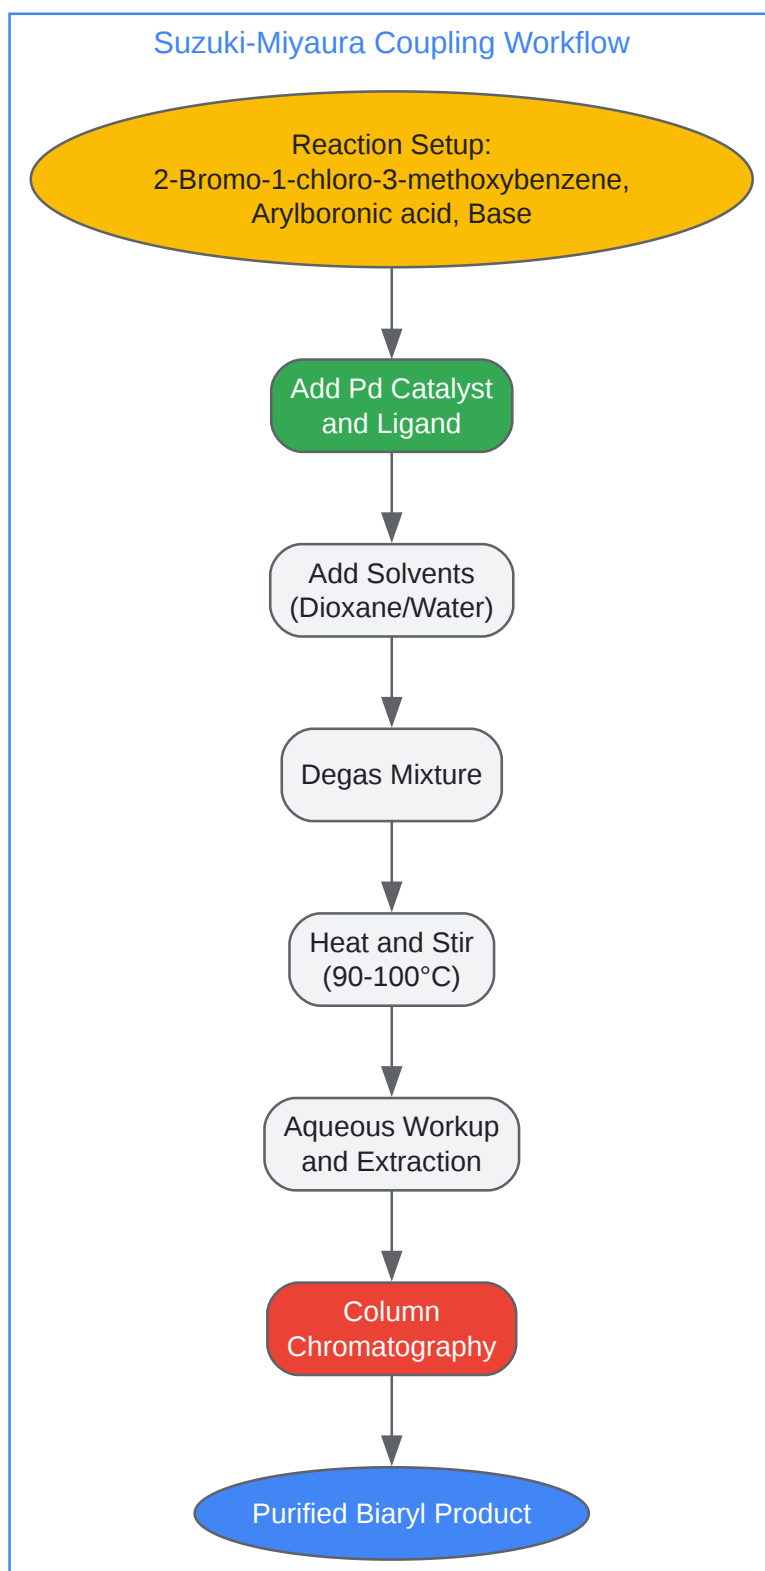 Suzuki-Miyaura Coupling Workflow
Reaction Setup:
2-Bromo-1-chloro-3-methoxybenzene,
Arylboronic acid, Base
Add Pd Catalyst
and Ligand
Add Solvents
(Dioxane/Water)
Degas Mixture
Heat and Stir
(90-100°C)
Aqueous Workup
and Extraction
Column
Chromatography
Purified Biaryl Product